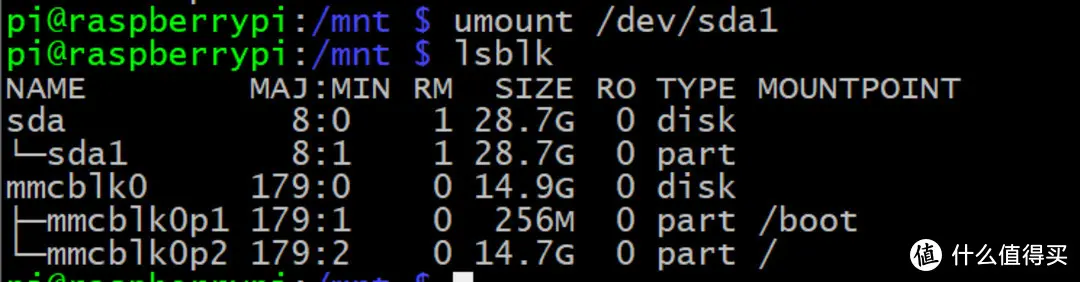 pi@raspberrypi:/mnt $ umount /dev/sda1
pi@raspberrypi:/mnt $ lsblk
NAME        MAJ:MIN RM  SIZE RO TYPE MOUNTPOINT
sda           8:0    1 28.7G  0 disk
└─sda1        8:1    1 28.7G  0 part
mmcblk0     179:0    0 14.9G  0 disk
├─mmcblk0p1 179:1    0  256M  0 part /boot
└─mmcblk0p2 179:2    0 14.7G  0 part /
pi@raspberrypi:/mnt $
值 什么值得买